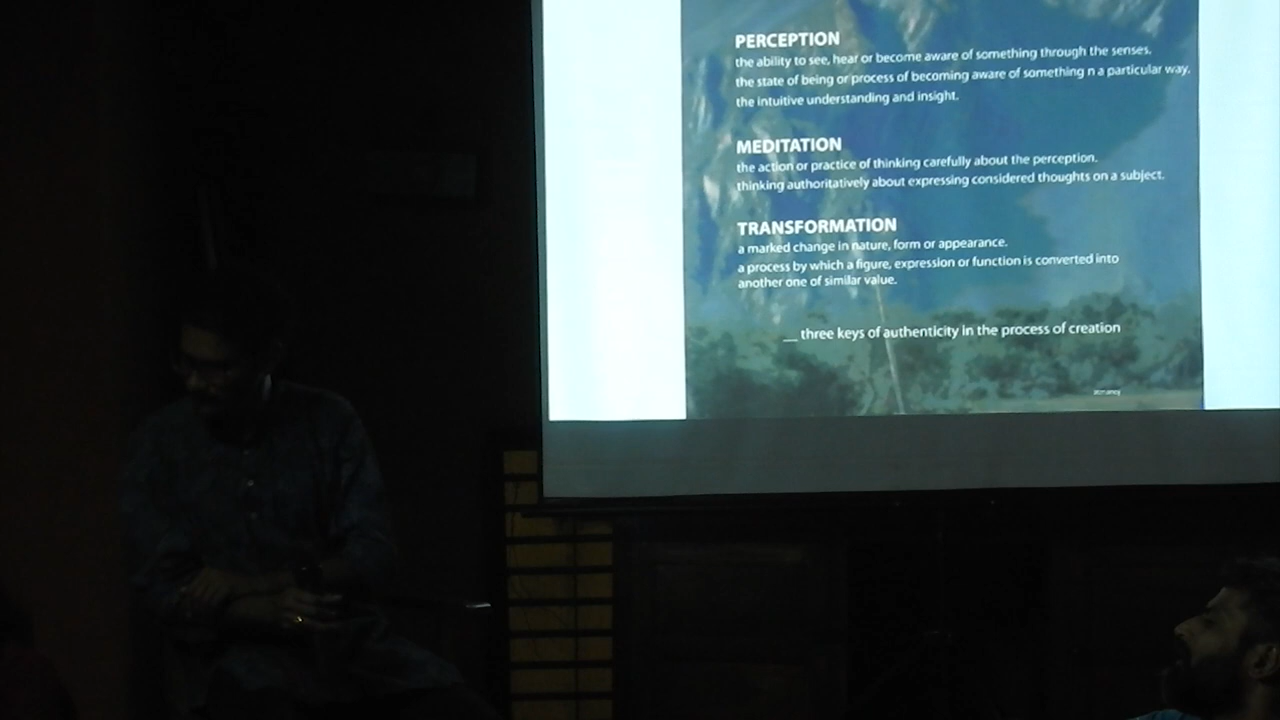 PERCEPTION
the ability to see, hear or become aware of something through the senses.
the state of being or process of becoming aware of something n a particular way.
the intuitive understanding and insight.
MEDITATION
the action or practice of thinking carefully about the perception.
thinking authoritatively about expressing considered thoughts on a subject.
TRANSFORMATION
a marked change in nature, form or appearance.
a process by which a figure, expression or function is converted into
another one of similar value.
__ three keys of authenticity in the process of creation